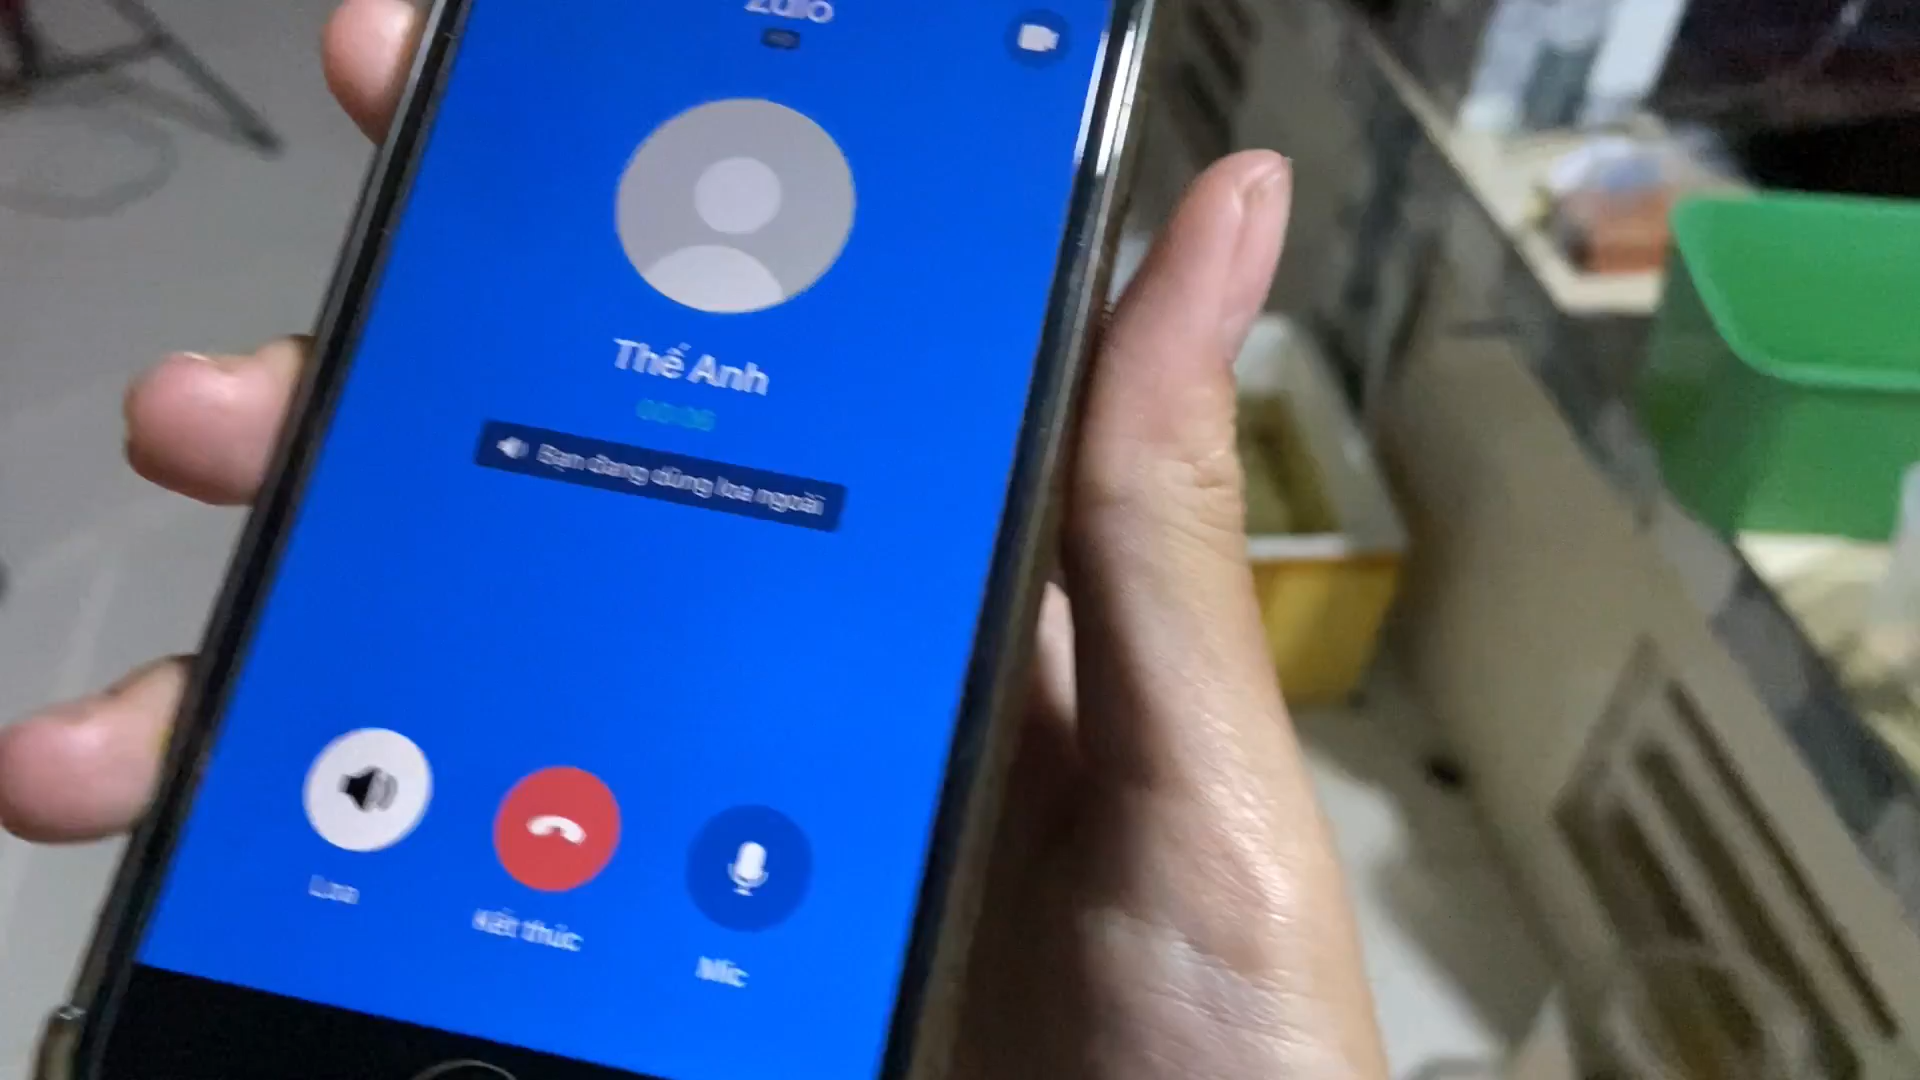 Zalo
Thế Anh
Bạn đang dùng loa ngoài
Loa
Kết thúc
Mic